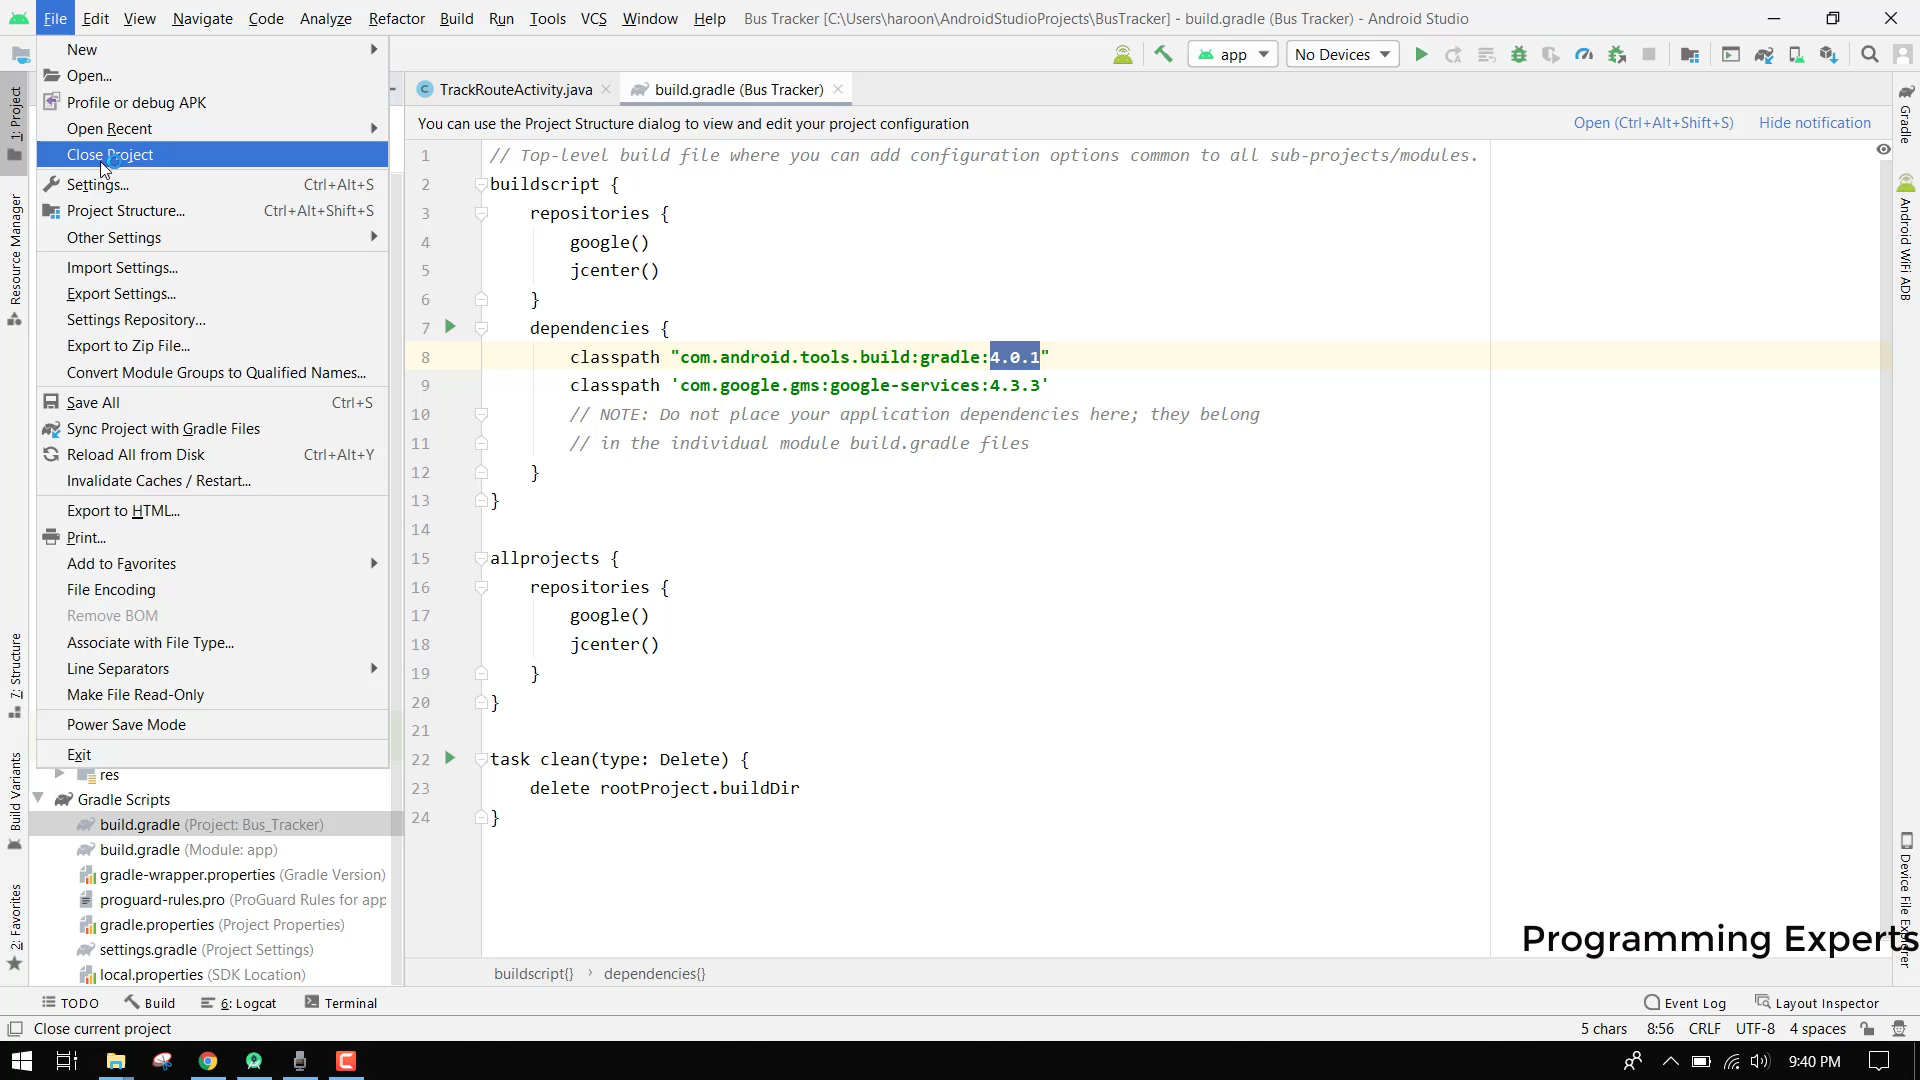 File Edit View Navigate Code Analyze Refactor Build Run Tools VCS Window Help Bus Tracker [C:\Users\haroon\AndroidStudioProjects\BusTracker] - build.gradle (Bus Tracker) - Android Studio
New
Open...
Profile or debug APK
Open Recent
Close Project
Settings... Ctrl+Alt+S
Project Structure... Ctrl+Alt+Shift+S
Other Settings
Import Settings...
Export Settings...
Settings Repository...
Export to Zip File...
Convert Module Groups to Qualified Names...
Save All Ctrl+S
Sync Project with Gradle Files
Reload All from Disk Ctrl+Alt+Y
Invalidate Caches / Restart...
Export to HTML...
Print...
Add to Favorites
File Encoding
Remove BOM
Associate with File Type...
Line Separators
Make File Read-Only
Power Save Mode
Exit
res
Gradle Scripts
build.gradle (Project: Bus_Tracker)
build.gradle (Module: app)
gradle-wrapper.properties (Gradle Version)
proguard-rules.pro (ProGuard Rules for app
gradle.properties (Project Properties)
settings.gradle (Project Settings)
local.properties (SDK Location)
1: Project
Resource Manager
7: Structure
Build Variants
2: Favorites
app No Devices
TrackRouteActivity.java build.gradle (Bus Tracker)
You can use the Project Structure dialog to view and edit your project configuration Open (Ctrl+Alt+Shift+S) Hide notification
1 // Top-level build file where you can add configuration options common to all sub-projects/modules.
2 buildscript {
3 repositories {
4 google()
5 jcenter()
6 }
7 dependencies {
8 classpath "com.android.tools.build:gradle:4.0.1"
9 classpath 'com.google.gms:google-services:4.3.3'
10 // NOTE: Do not place your application dependencies here; they belong
11 // in the individual module build.gradle files
12 }
13 }
14
15 allprojects {
16 repositories {
17 google()
18 jcenter()
19 }
20 }
21
22 task clean(type: Delete) {
23 delete rootProject.buildDir
24 }
Programming Experts
buildscript{} › dependencies{}
Gradle
Android WiFi ADB
Device File Explorer
TODO Build 6: Logcat Terminal Event Log Layout Inspector
Close current project 5 chars 8:56 CRLF UTF-8 4 spaces
9:40 PM